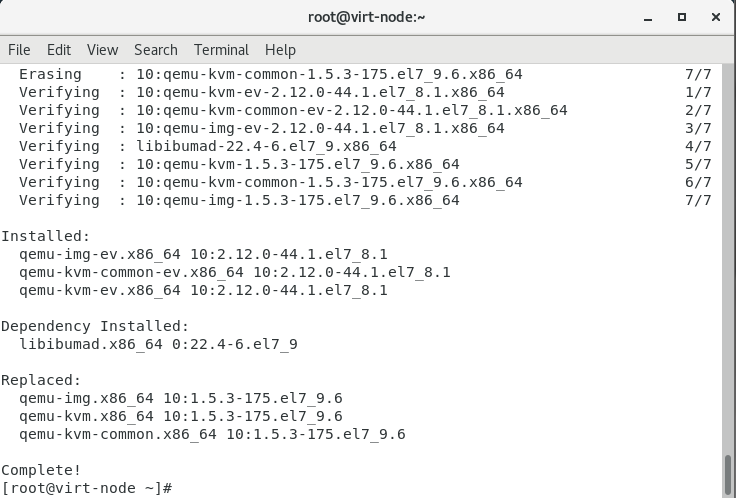 root@virt-node:~
File Edit View Search Terminal Help
  Erasing    : 10:qemu-kvm-common-1.5.3-175.el7_9.6.x86_64                  7/7
  Verifying  : 10:qemu-kvm-ev-2.12.0-44.1.el7_8.1.x86_64                    1/7
  Verifying  : 10:qemu-kvm-common-ev-2.12.0-44.1.el7_8.1.x86_64             2/7
  Verifying  : 10:qemu-img-ev-2.12.0-44.1.el7_8.1.x86_64                    3/7
  Verifying  : libibumad-22.4-6.el7_9.x86_64                                4/7
  Verifying  : 10:qemu-kvm-1.5.3-175.el7_9.6.x86_64                         5/7
  Verifying  : 10:qemu-kvm-common-1.5.3-175.el7_9.6.x86_64                  6/7
  Verifying  : 10:qemu-img-1.5.3-175.el7_9.6.x86_64                         7/7

Installed:
  qemu-img-ev.x86_64 10:2.12.0-44.1.el7_8.1
  qemu-kvm-common-ev.x86_64 10:2.12.0-44.1.el7_8.1
  qemu-kvm-ev.x86_64 10:2.12.0-44.1.el7_8.1

Dependency Installed:
  libibumad.x86_64 0:22.4-6.el7_9

Replaced:
  qemu-img.x86_64 10:1.5.3-175.el7_9.6
  qemu-kvm.x86_64 10:1.5.3-175.el7_9.6
  qemu-kvm-common.x86_64 10:1.5.3-175.el7_9.6

Complete!
[root@virt-node ~]#